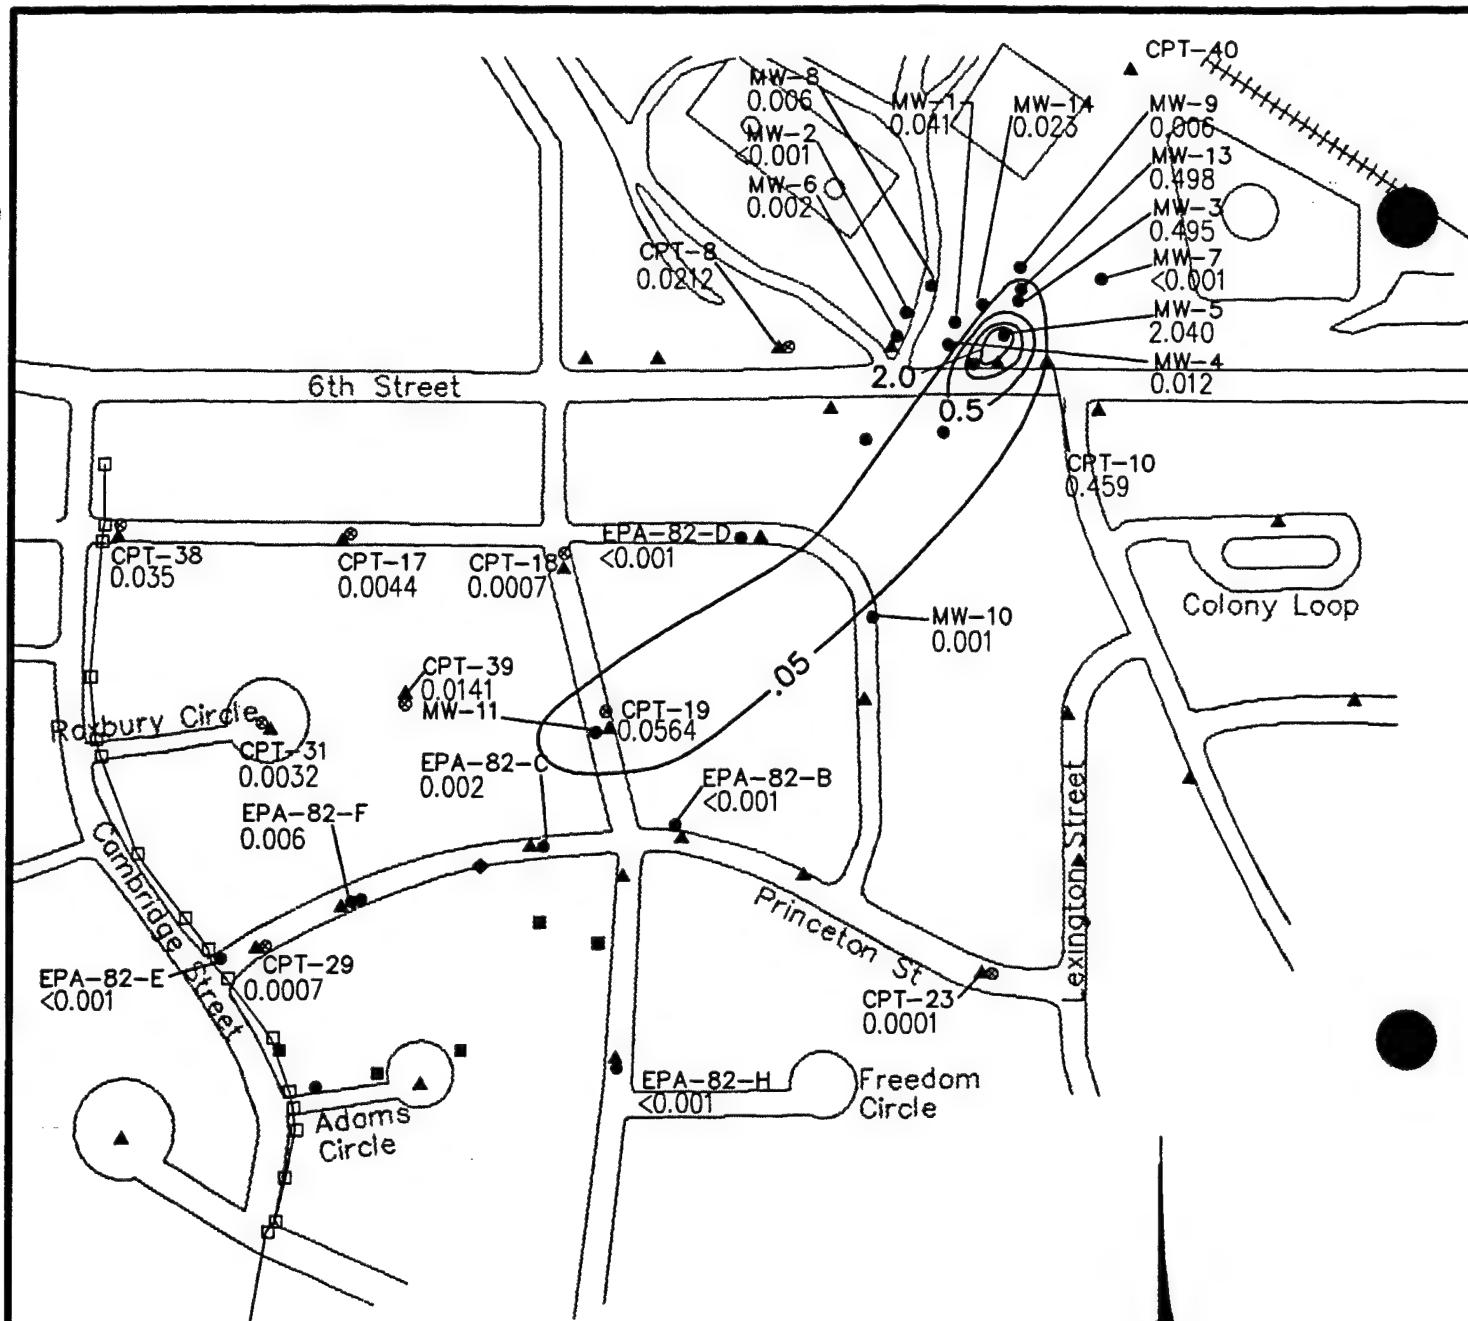 CPT-40
MW-8
0.006
MW-1
0.041
MW-14
0.023
MW-9
0.006
MW-2
<0.001
MW-13
0.498
MW-6
0.002
MW-3
0.495
CPT-8
0.0212
MW-7
<0.001
MW-5
2.040
MW-4
0.012
2.0
0.5
6th Street
CPT-10
0.459
EPA-82-D
<0.001
CPT-38
0.035
CPT-17
0.0044
CPT-18
0.0007
Colony Loop
MW-10
0.001
.05
CPT-39
0.0141
MW-11
CPT-19
0.0564
Roxbury Circle
CPT-31
0.0032
EPA-82-C
0.002
EPA-82-B
<0.001
EPA-82-F
0.006
Cambridge Street
Lexington Street
Princeton St
EPA-82-E
<0.001
CPT-29
0.0007
CPT-23
0.0001
EPA-82-H
<0.001
Freedom
Circle
Adams
Circle